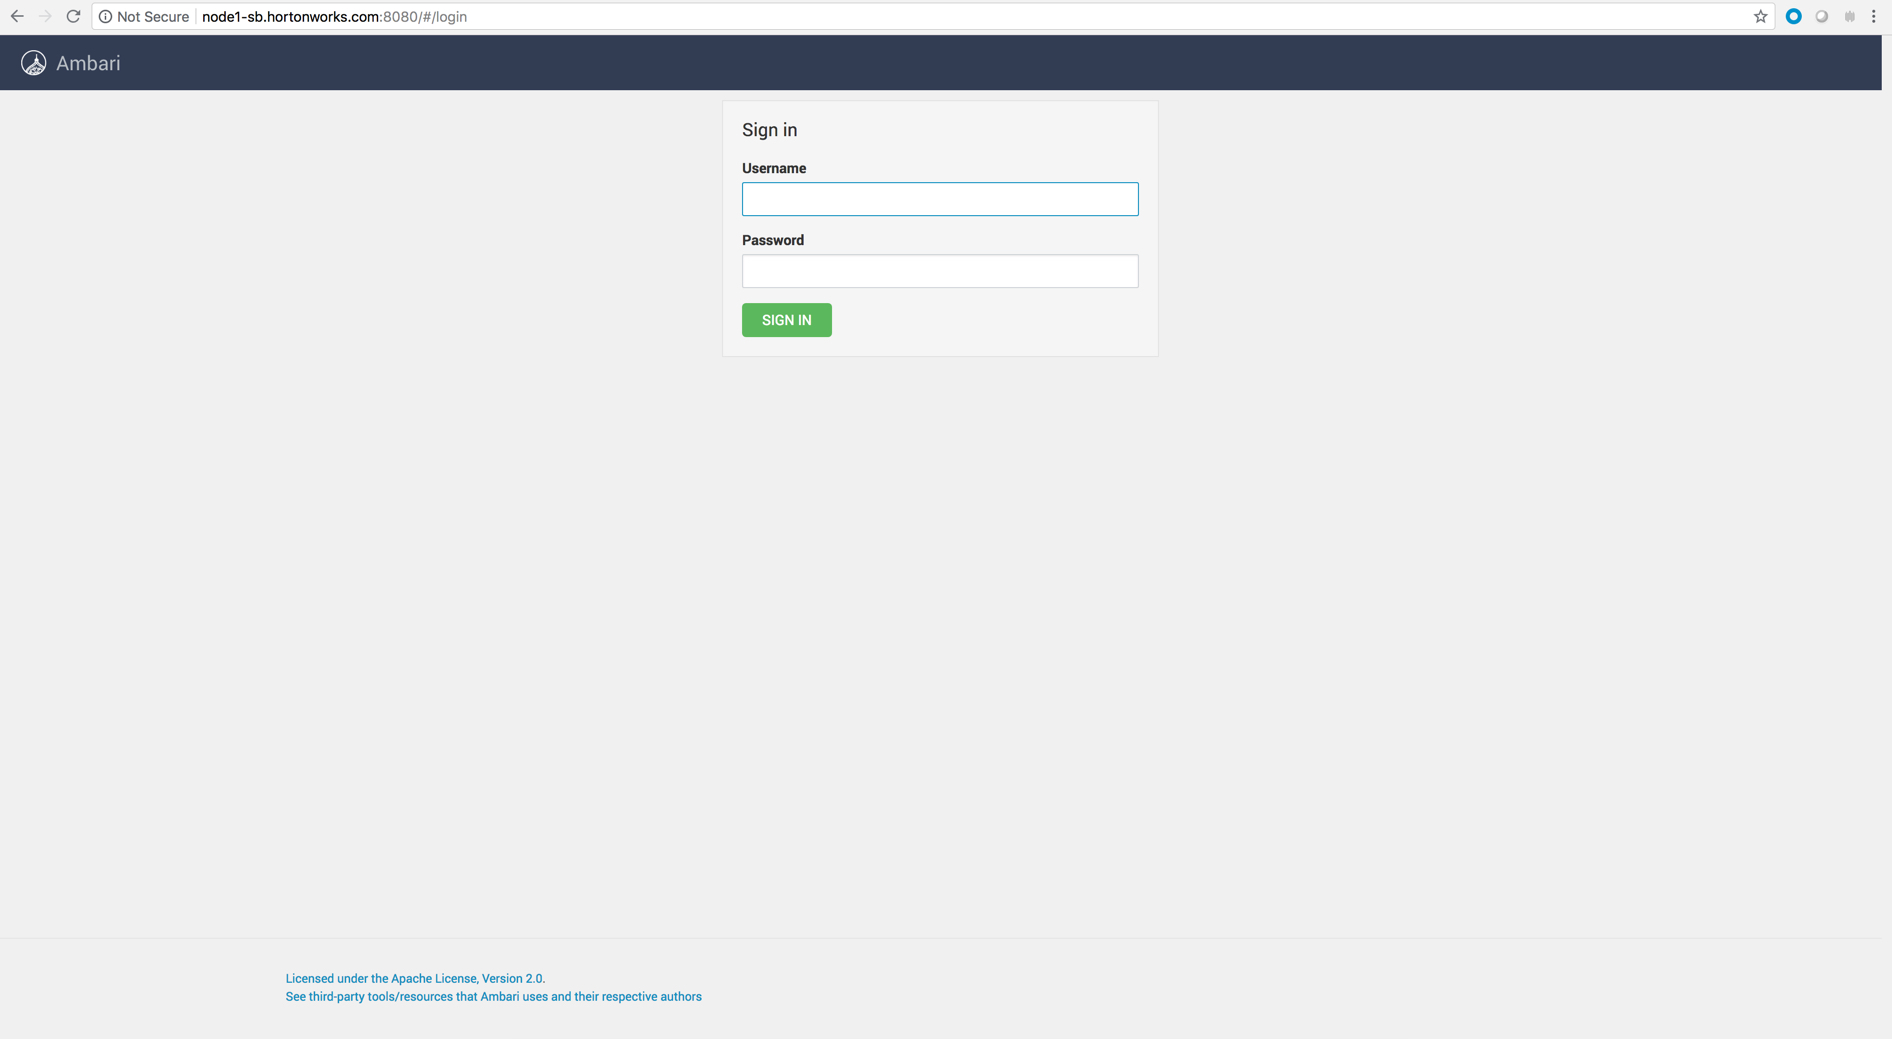 Not Secure node1-sb.hortonworks.com:8080/#/login
Ambari
Sign in
Username
Password
SIGN IN
Licensed under the Apache License, Version 2.0.
See third-party tools/resources that Ambari uses and their respective authors